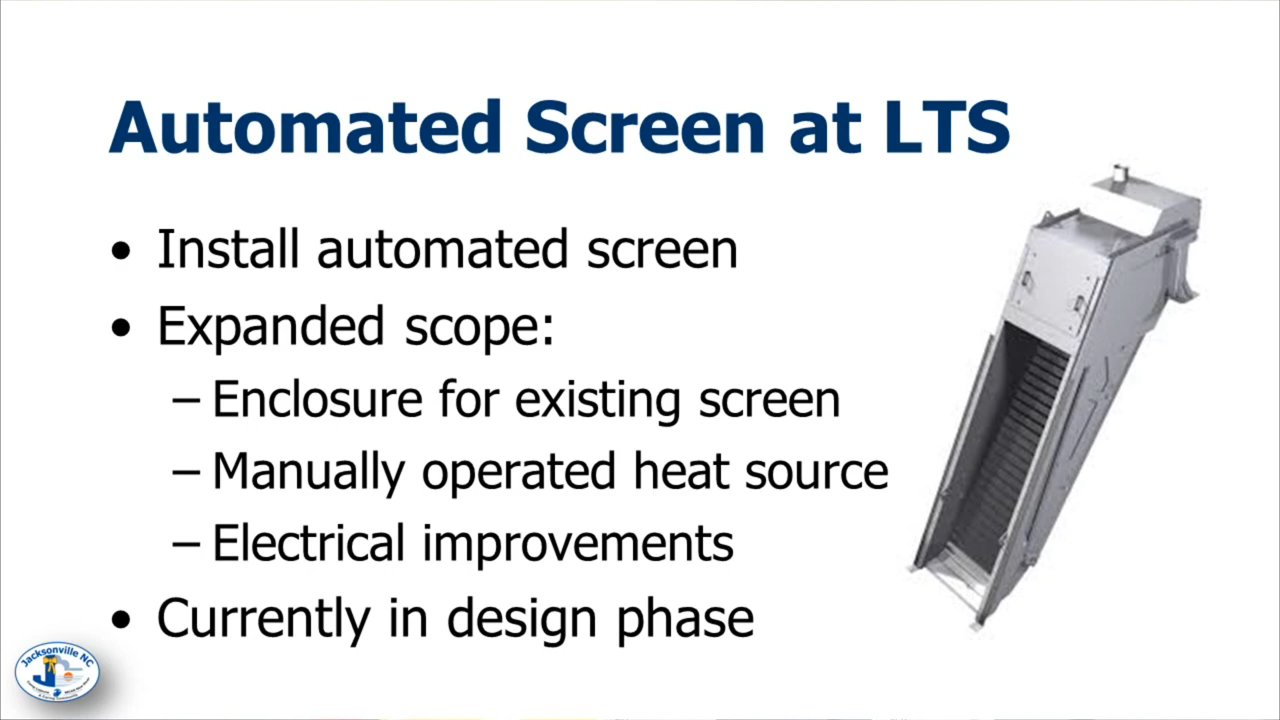 Automated Screen at LTS
• Install automated screen
• Expanded scope:
– Enclosure for existing screen
– Manually operated heat source
– Electrical improvements
• Currently in design phase
Jacksonville NC